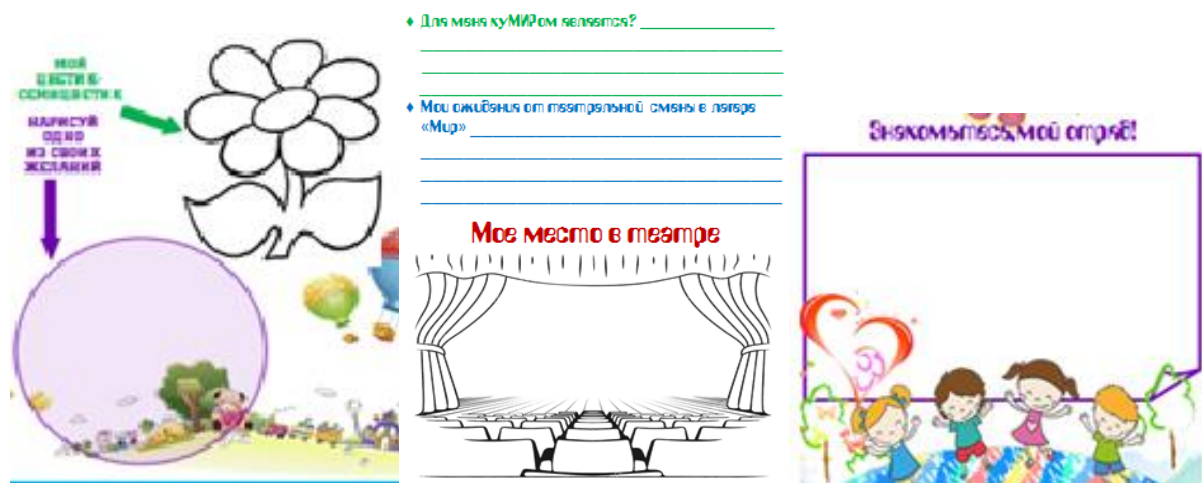 МОЙ
ЦВЕТИК-
СЕМИЦВЕТИК
НАРИСУЙ
ОДНО
ИЗ СВОИХ
ЖЕЛАНИЙ
Для меня куМИРом является?
Мои ожидания от театральной смены в лагере
«Мир»
Мое место в театре
Знакомьтесь, мой отряд!